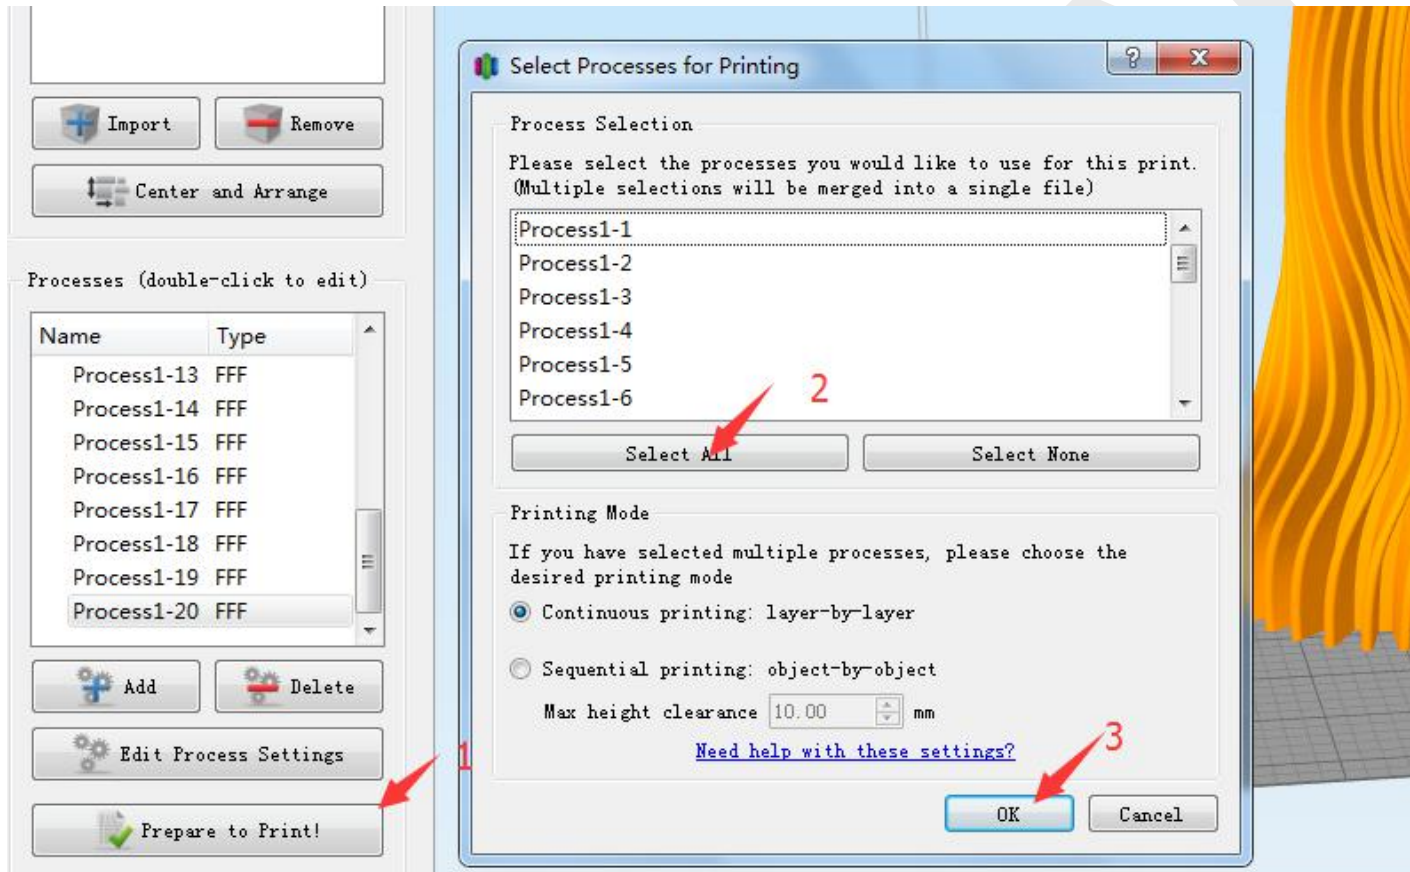 Import
Remove
Center and Arrange
Processes (double-click to edit)
Name Type
Process1-13 FFF
Process1-14 FFF
Process1-15 FFF
Process1-16 FFF
Process1-17 FFF
Process1-18 FFF
Process1-19 FFF
Process1-20 FFF
Add
Delete
Edit Process Settings
1
Prepare to Print!
Select Processes for Printing
?
X
Process Selection
Please select the processes you would like to use for this print.
(Multiple selections will be merged into a single file)
Process1-1
Process1-2
Process1-3
Process1-4
Process1-5
Process1-6
2
Select All
Select None
Printing Mode
If you have selected multiple processes, please choose the
desired printing mode
Continuous printing: layer-by-layer
Sequential printing: object-by-object
Max height clearance 10.00 mm
Need help with these settings?
3
OK
Cancel